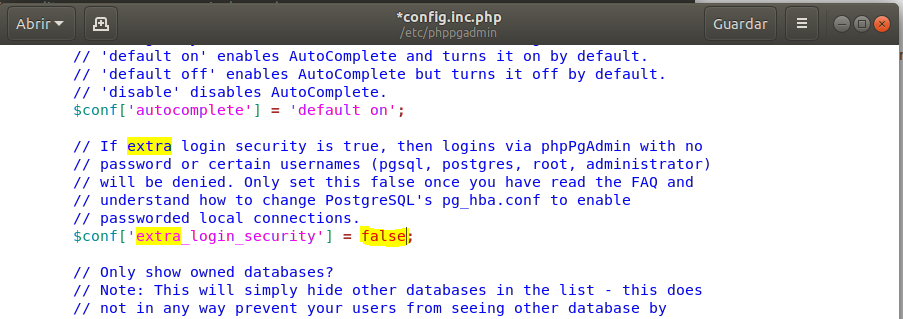 Abrir
*config.inc.php
/etc/phppgadmin
Guardar
// 'default on' enables AutoComplete and turns it on by default.
// 'default off' enables AutoComplete but turns it off by default.
// 'disable' disables AutoComplete.
$conf['autocomplete'] = 'default on';
// If extra login security is true, then logins via phpPgAdmin with no
// password or certain usernames (pgsql, postgres, root, administrator)
// will be denied. Only set this false once you have read the FAQ and
// understand how to change PostgreSQL's pg_hba.conf to enable
// passworded local connections.
$conf['extra_login_security'] = false;
// Only show owned databases?
// Note: This will simply hide other databases in the list - this does
// not in any way prevent your users from seeing other database by